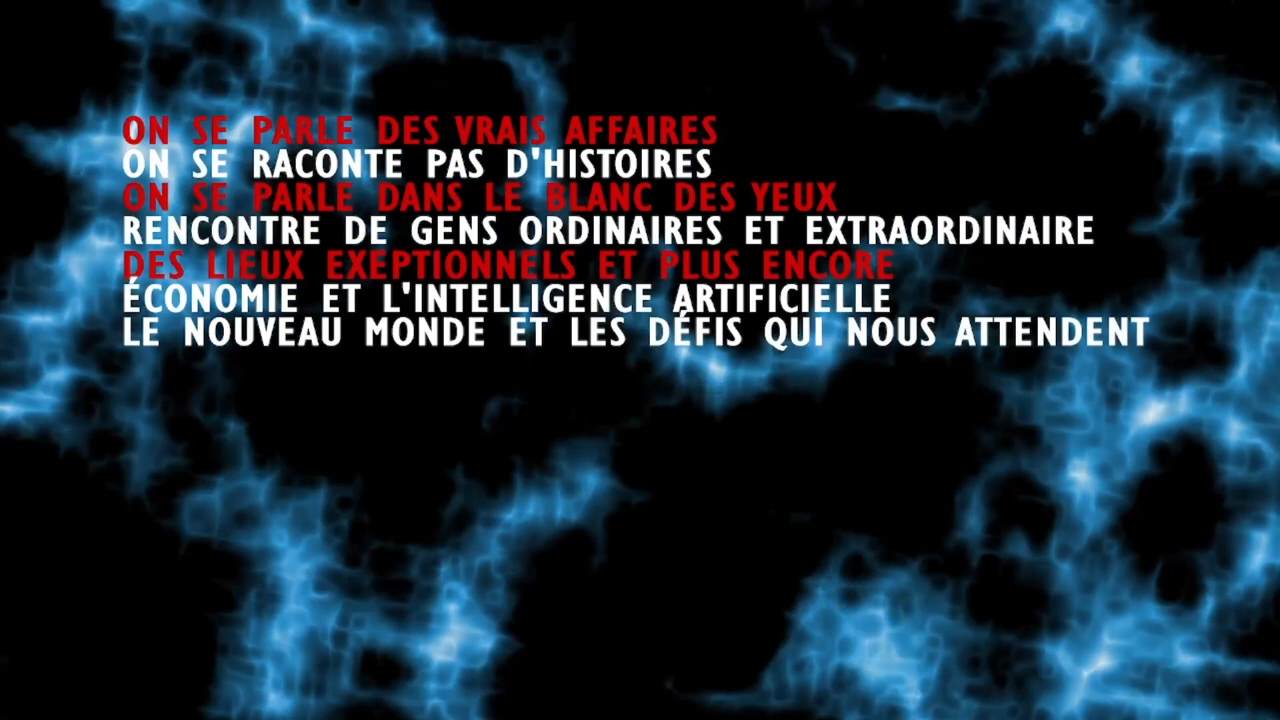 ON SE PARLE DES VRAIS AFFAIRES
ON SE RACONTE PAS D'HISTOIRES
ON SE PARLE DANS LE BLANC DES YEUX
RENCONTRE DE GENS ORDINAIRES ET EXTRAORDINAIRE
DES LIEUX EXEPTIONNELS ET PLUS ENCORE
ÉCONOMIE ET L'INTELLIGENCE ARTIFICIELLE
LE NOUVEAU MONDE ET LES DÉFIS QUI NOUS ATTENDENT